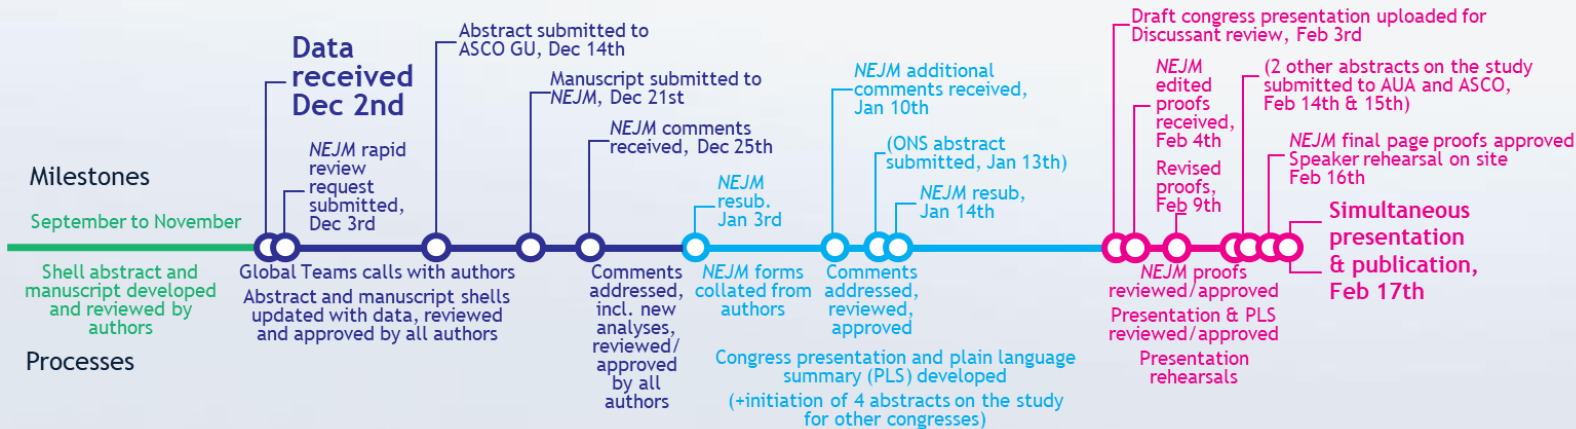 Milestones
September to November
Shell abstract and
manuscript developed
and reviewed by
authors
Processes
Data
received
Dec 2nd
NEJM rapid
review
request
submitted,
Dec 3rd
Abstract submitted to
ASCO GU, Dec 14th
Manuscript submitted to
NEJM, Dec 21st
NEJM comments
received, Dec 25th
Global Teams calls with authors
Abstract and manuscript shells
updated with data, reviewed
and approved by all authors
Comments
addressed,
incl. new
analyses,
reviewed/
approved
by all
authors
NEJM
resub.
Jan 3rd
NEJM additional
comments received,
Jan 10th
(ONS abstract
submitted, Jan 13th)
NEJM resub,
Jan 14th
NEJM forms
collated from
authors
Comments
addressed,
reviewed,
approved
Congress presentation and plain language
summary (PLS) developed
(+initiation of 4 abstracts on the study
for other congresses)
Draft congress presentation uploaded for
Discussant review, Feb 3rd
NEJM
edited
proofs
received,
Feb 4th
Revised
proofs,
Feb 9th
(2 other abstracts on the study
submitted to AUA and ASCO,
Feb 14th & 15th)
NEJM final page proofs approved
Speaker rehearsal on site
Feb 16th
Simultaneous
presentation
& publication,
Feb 17th
NEJM proofs
reviewed/approved
Presentation & PLS
reviewed/approved
Presentation
rehearsals